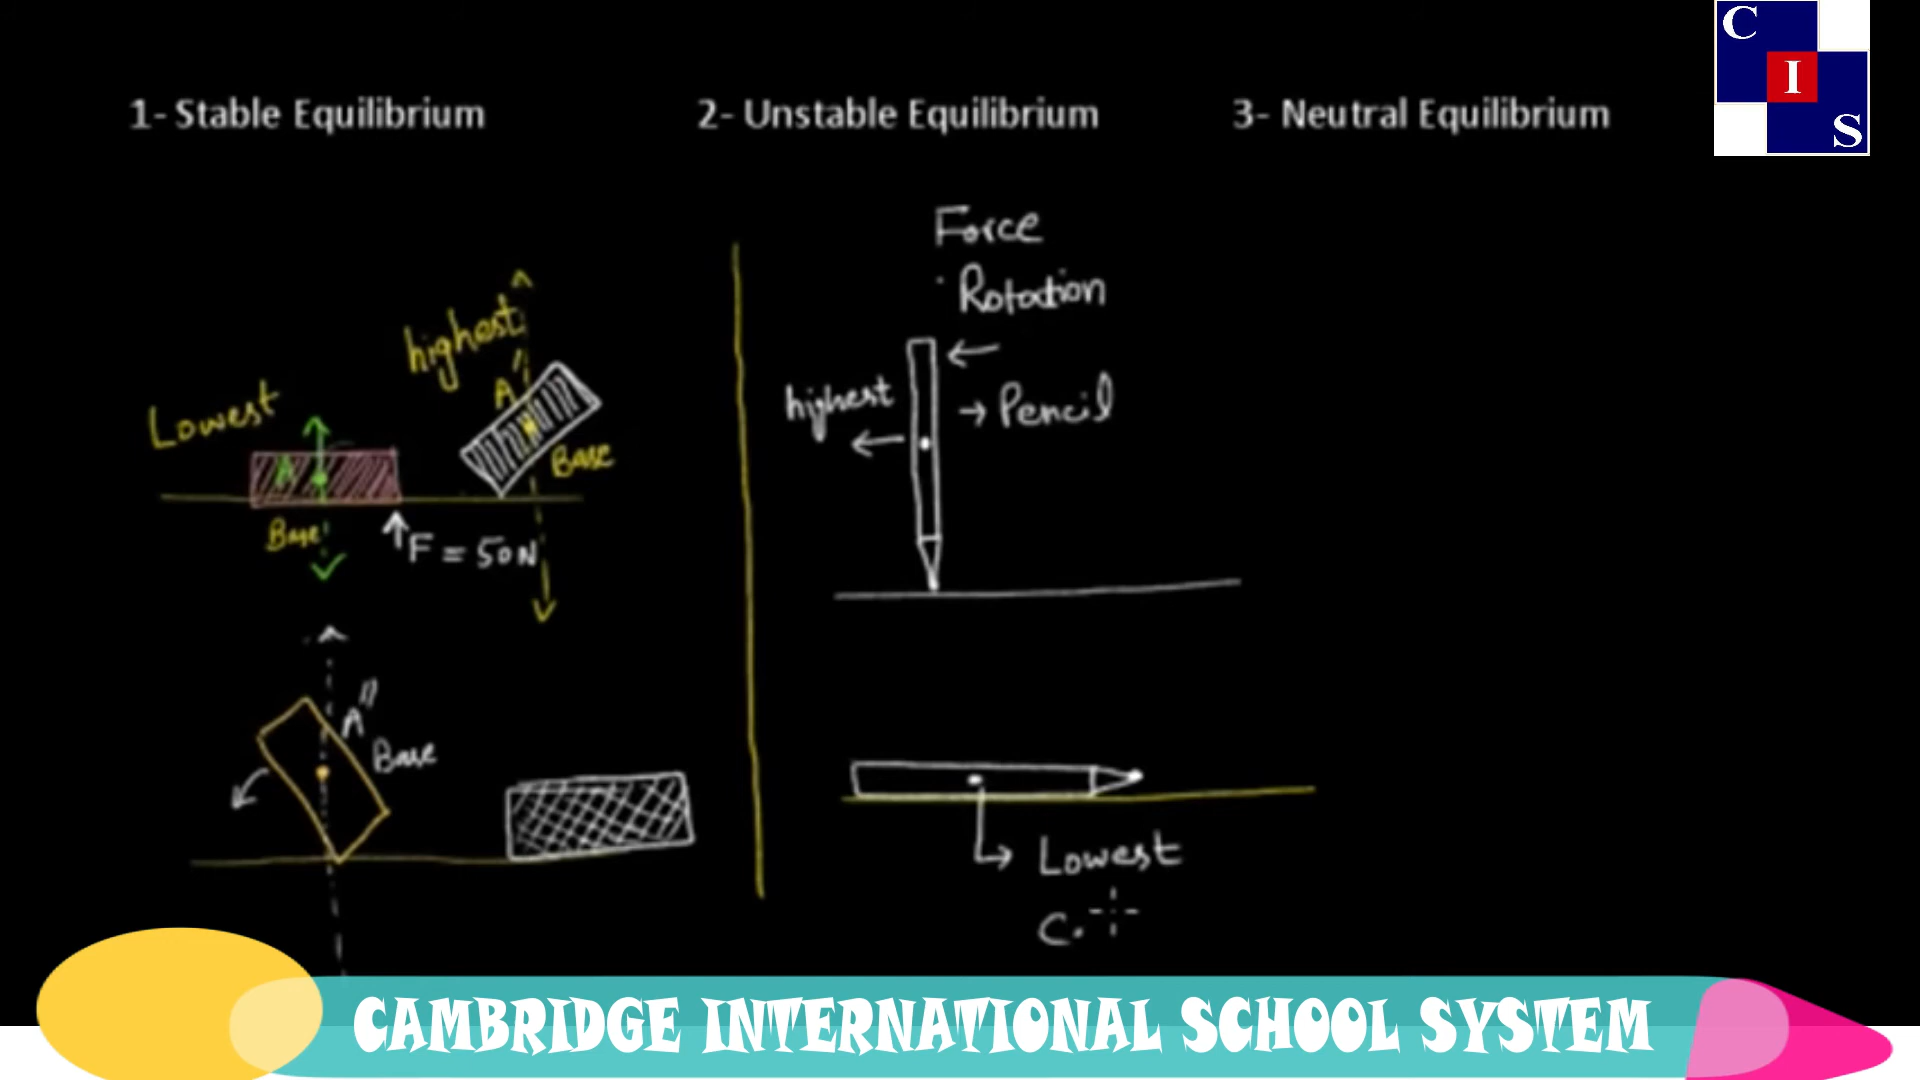 C
I
S
1- Stable Equilibrium
2- Unstable Equilibrium
3- Neutral Equilibrium
Force
Rotation
highest
A'
Base
Lowest
A
Base
F = 50N
highest
→ Pencil
A''
Base
Lowest
C.
CAMBRIDGE INTERNATIONAL SCHOOL SYSTEM